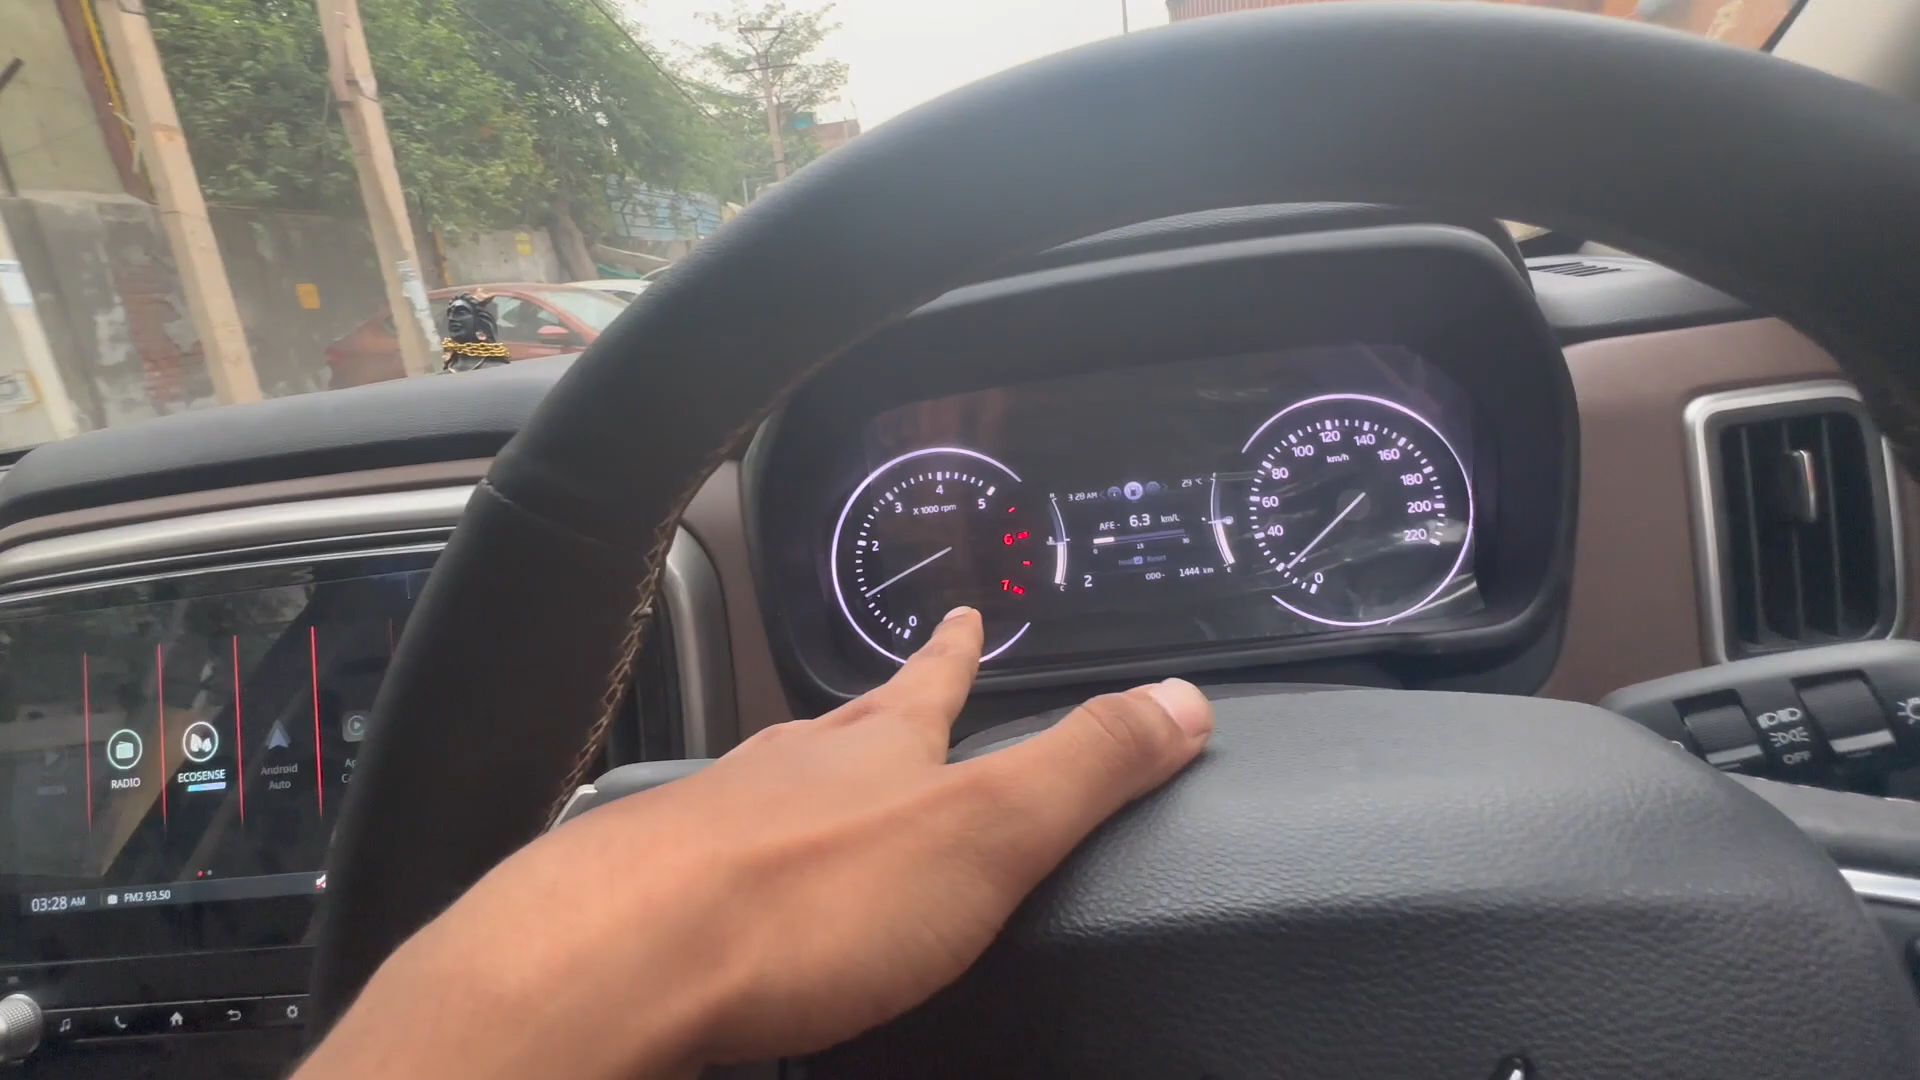 3
4
5
X 1000 rpm
2
6
7
0
3:28 AM
29 °C
AFE - 6.3 km/L
0 15 30
Reset
2
ODO- 1444 km
C
E
80
100
120
140
160
180
200
220
km/h
60
40
0
RADIO
ECOSENSE
Android
Auto
03:28 AM
FM2 93.50
OFF